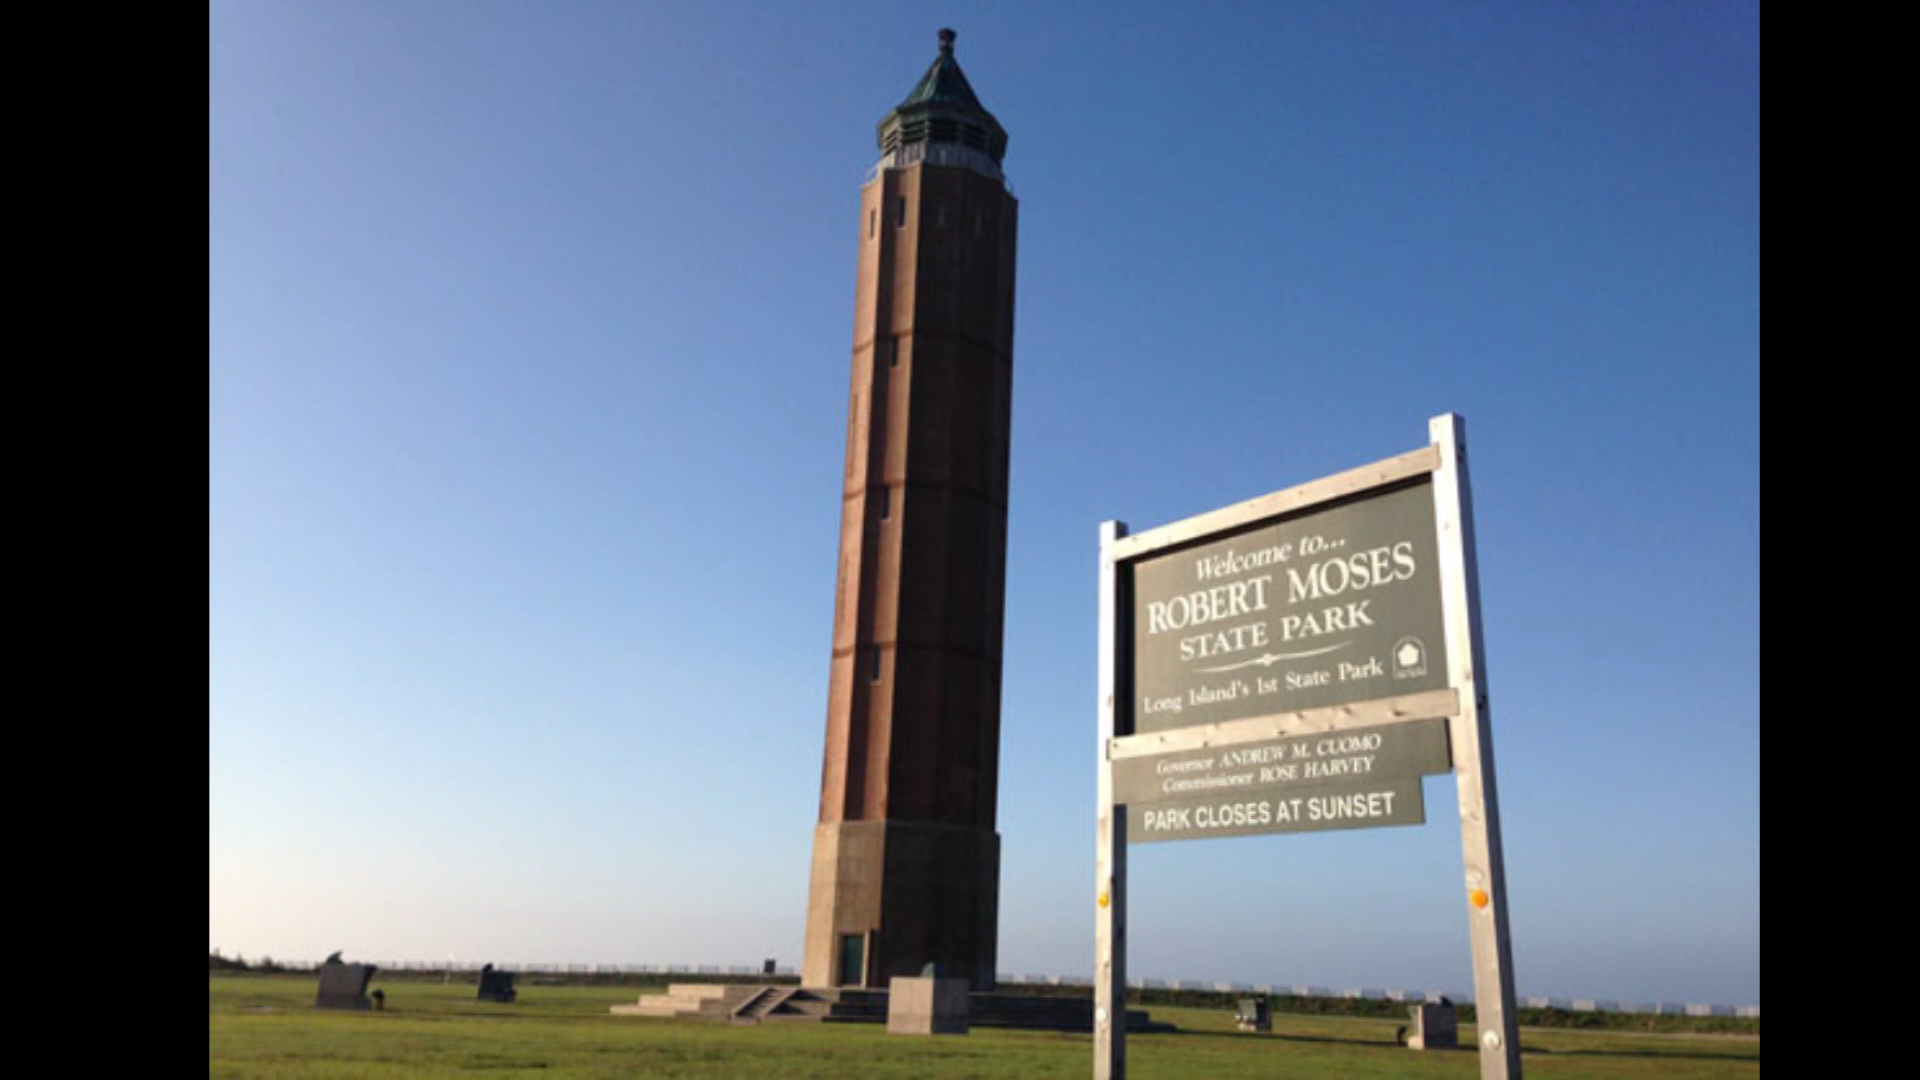 Welcome to...
ROBERT MOSES
STATE PARK
Long Island's 1st State Park
Governor ANDREW M. CUOMO
Commissioner ROSE HARVEY
PARK CLOSES AT SUNSET